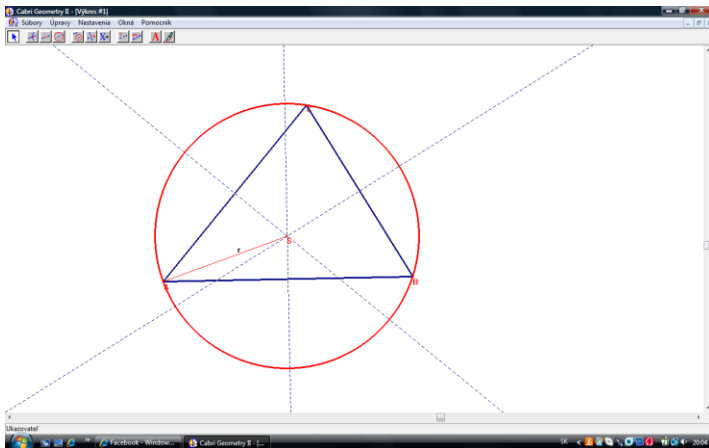 Cabri Geometry II - [Výkres #1]
Súbory Úpravy Nastavenia Okná Pomocník
A
S
r
B
Ukazovateľ
Facebook - Window...
Cabri Geometry II - [...
SK
20:04